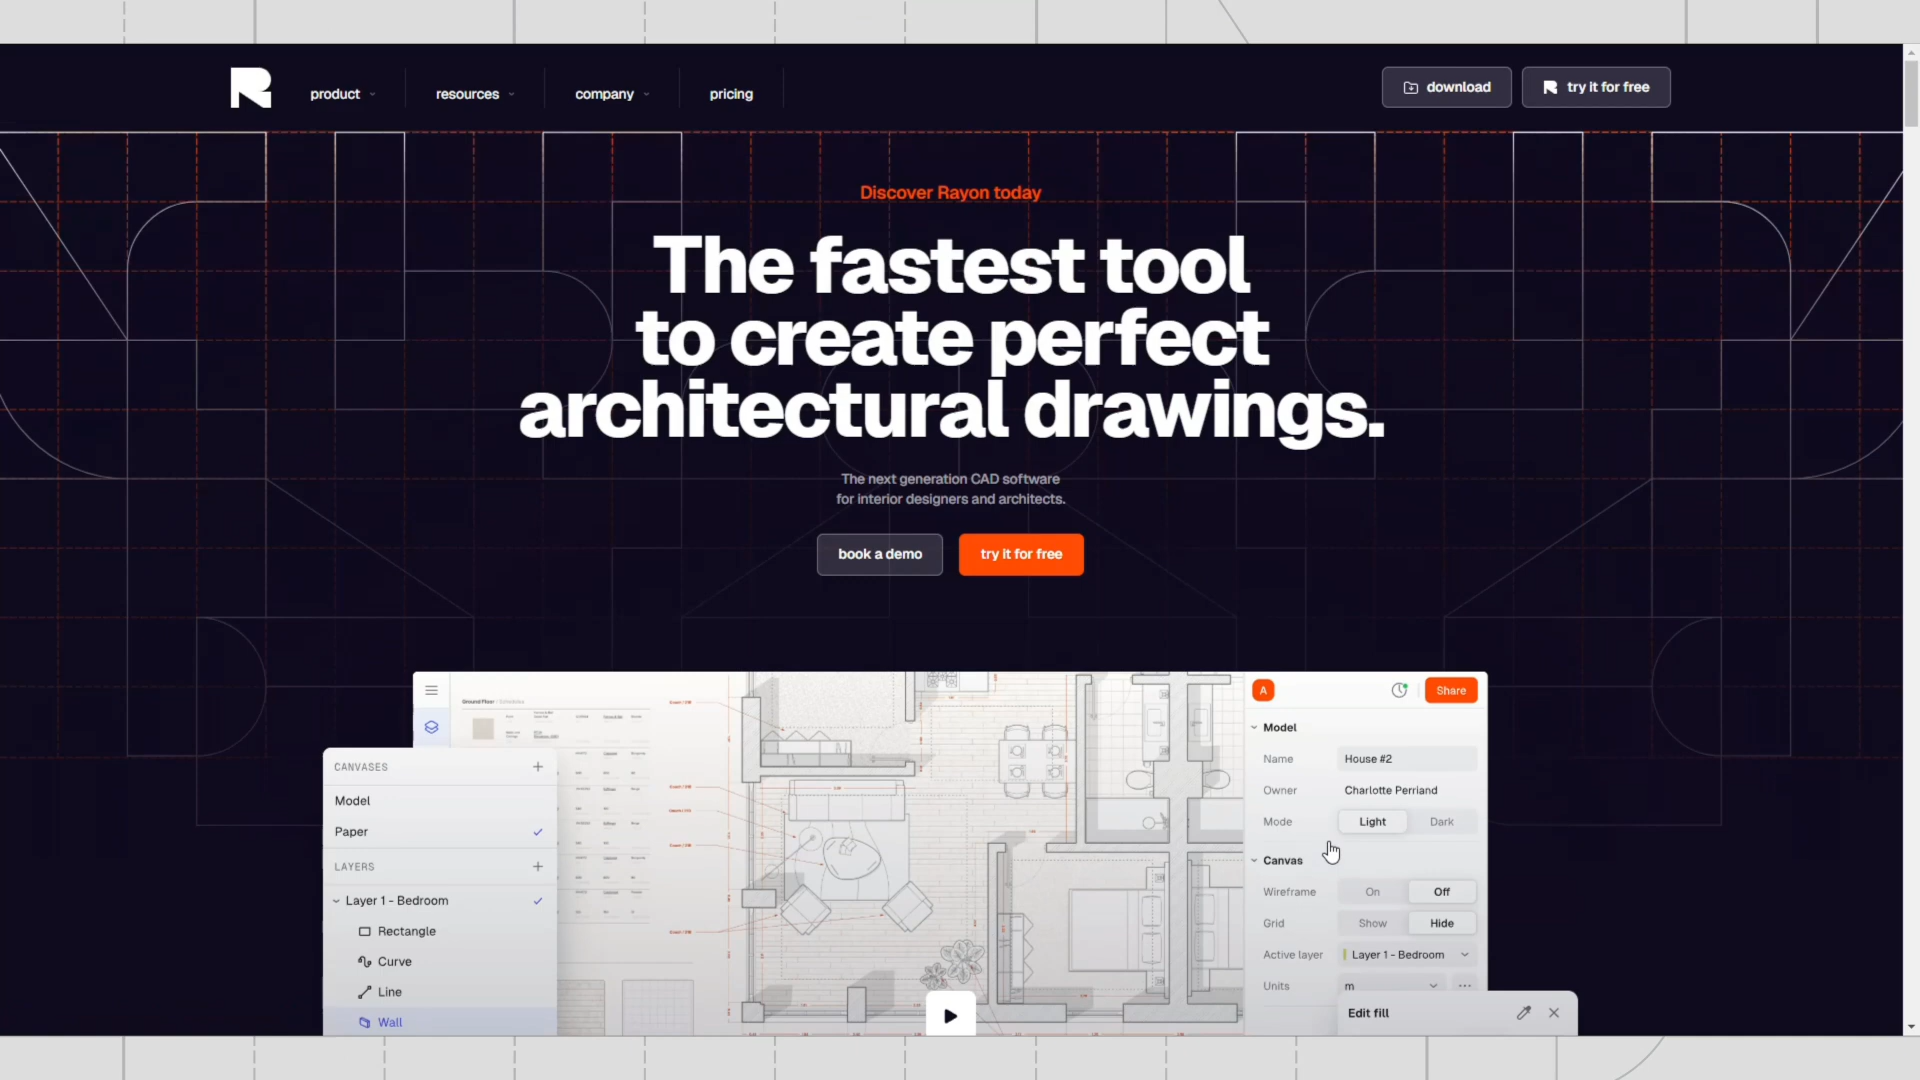 product
resources
company
pricing
download
try it for free
Discover Rayon today
The fastest tool
to create perfect
architectural drawings.
The next generation CAD software
for interior designers and architects.
book a demo
try it for free
Ground Floor / Schedules
A
Share
Model
Name
House #2
Owner
Charlotte Perriand
Mode
Light
Dark
Canvas
Wireframe
On
Off
Grid
Show
Hide
Active layer
Layer 1 - Bedroom
Units
m
Edit fill
CANVASES
Model
Paper
LAYERS
Layer 1 - Bedroom
Rectangle
Curve
Line
Wall